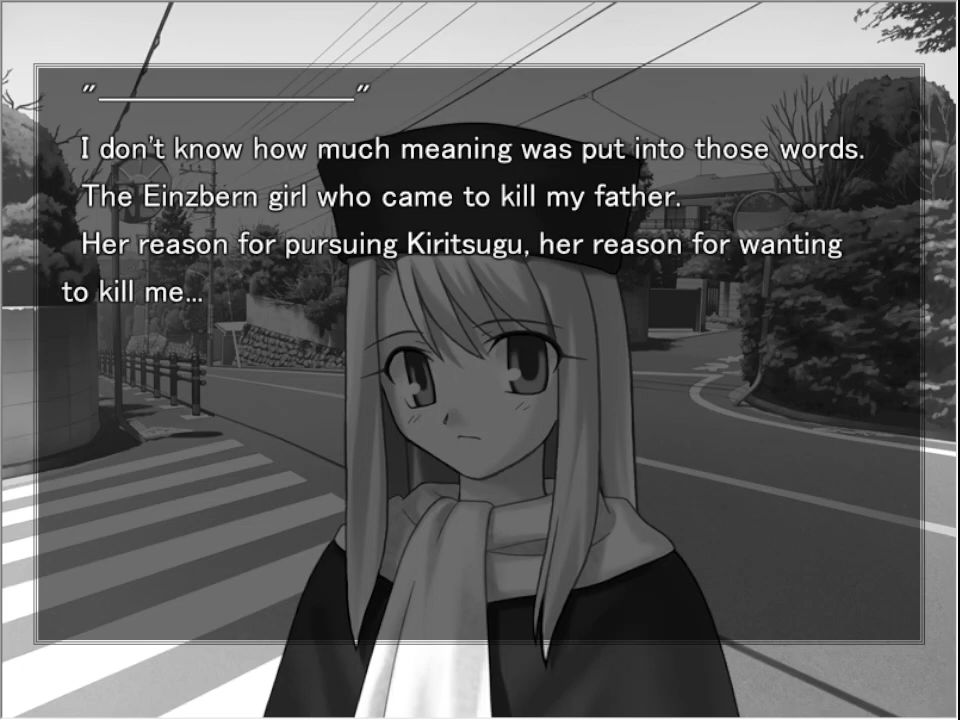 "――――――――――――"
I don't know how much meaning was put into those words.
The Einzbern girl who came to kill my father.
Her reason for pursuing Kiritsugu, her reason for wanting
to kill me...